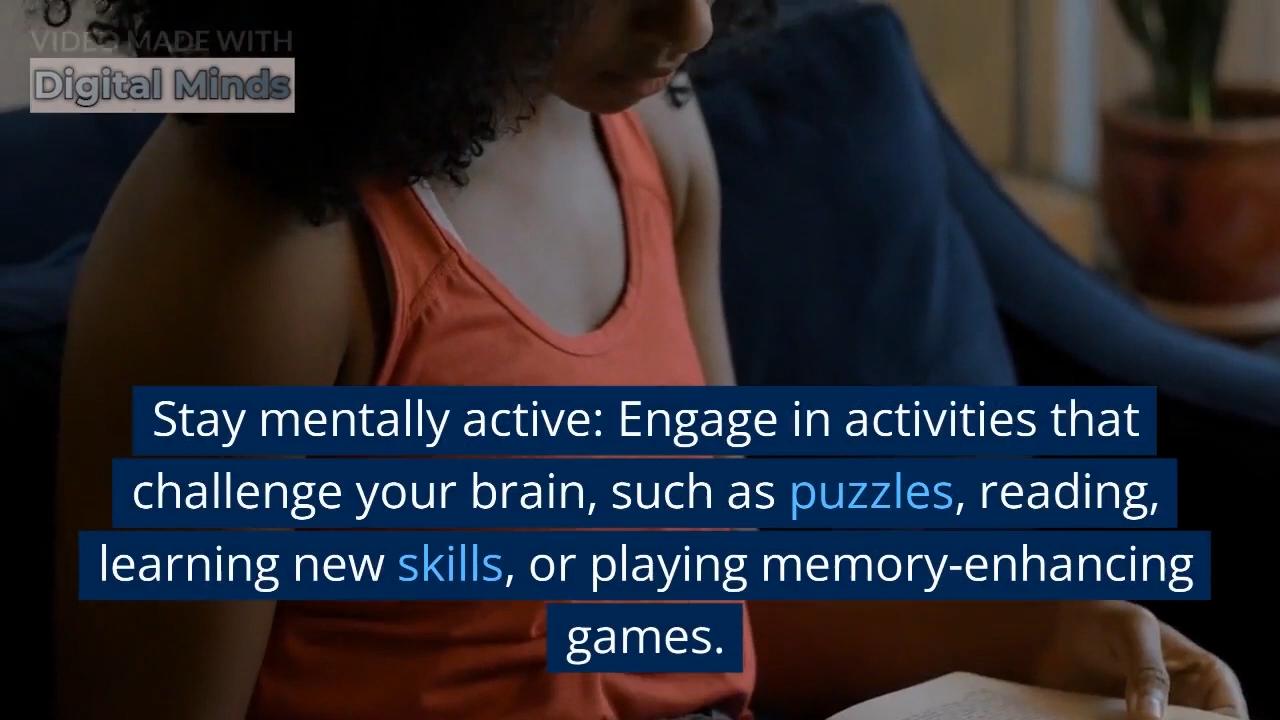 VIDEO MADE WITH
Digital Minds
Stay mentally active: Engage in activities that
challenge your brain, such as puzzles, reading,
learning new skills, or playing memory-enhancing
games.